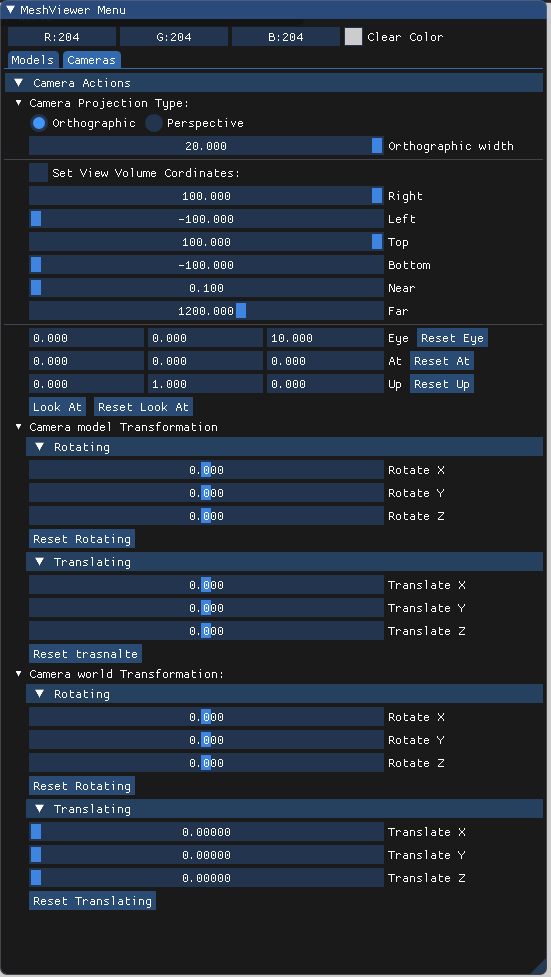 MeshViewer Menu
R:204 G:204 B:204 Clear Color
Models Cameras
Camera Actions
Camera Projection Type:
Orthographic Perspective
20.000 Orthographic width
Set View Volume Cordinates:
100.000 Right
-100.000 Left
100.000 Top
-100.000 Bottom
0.100 Near
1200.000 Far
0.000 0.000 10.000 Eye Reset Eye
0.000 0.000 0.000 At Reset At
0.000 1.000 0.000 Up Reset Up
Look At Reset Look At
Camera model Transformation
Rotating
0.000 Rotate X
0.000 Rotate Y
0.000 Rotate Z
Reset Rotating
Translating
0.000 Translate X
0.000 Translate Y
0.000 Translate Z
Reset trasnalte
Camera world Transformation:
Rotating
0.000 Rotate X
0.000 Rotate Y
0.000 Rotate Z
Reset Rotating
Translating
0.00000 Translate X
0.00000 Translate Y
0.00000 Translate Z
Reset Translating